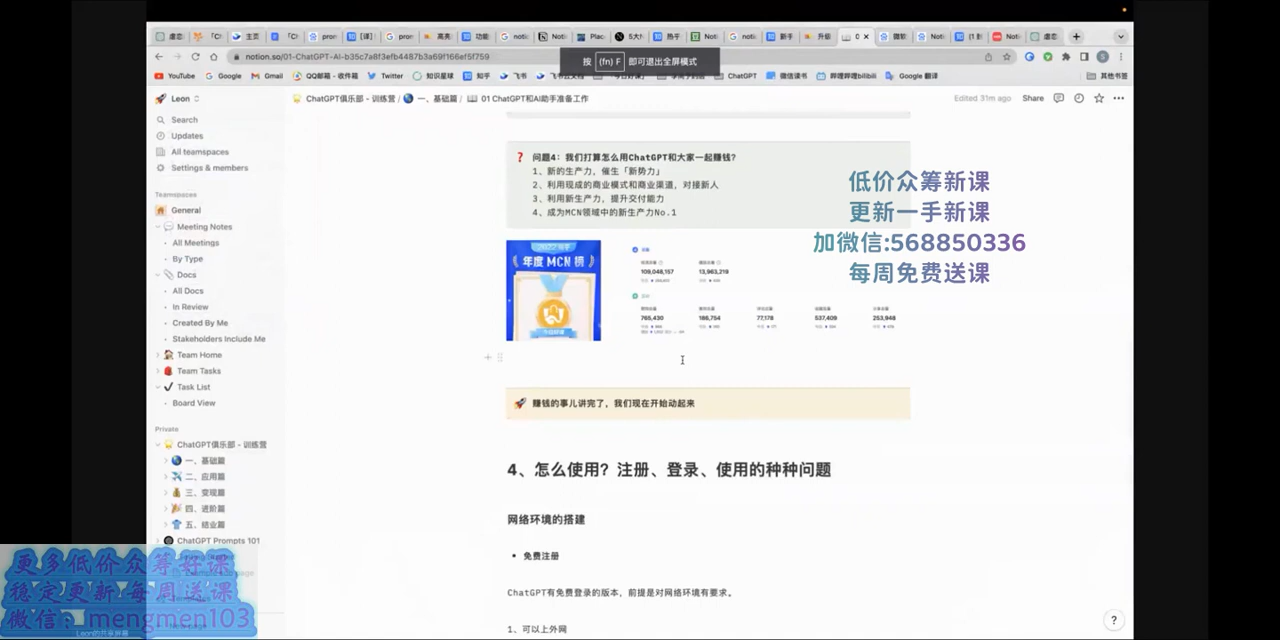 主页
notion.so/01-ChatGPT-AI-b35c7a8f3efb4487b3a69f166ef5f759
按 (fn) F 即可退出全屏模式
YouTube Google Gmail QQ邮箱 - 收件箱 Twitter 知识星球 知乎 飞书 ChatGPT 微信读书 哔哩哔哩bilibili Google 翻译 其他书签
Leon
ChatGPT俱乐部 - 训练营 / 一、基础篇 / 01 ChatGPT和AI助手准备工作
Edited 31m ago Share
Search
Updates
All teamspaces
Settings & members
Teamspaces
General
Meeting Notes
All Meetings
By Type
Docs
All Docs
In Review
Created By Me
Stakeholders Include Me
Team Home
Team Tasks
Task List
Board View
Private
ChatGPT俱乐部 - 训练营
一、基础篇
二、应用篇
三、变现篇
四、进阶篇
五、结业篇
ChatGPT Prompts 101
问题4：我们打算怎么用ChatGPT和大家一起赚钱？
1、新的生产力，催生「新势力」
2、利用现成的商业模式和商业渠道，对接新人
3、利用新生产力，提升交付能力
4、成为MCN领域中的新生产力No.1
年度 MCN 榜
109,048,157 13,963,219
765,430 186,754 77,178 537,409 253,948
赚钱的事儿讲完了，我们现在开始动起来
4、怎么使用？注册、登录、使用的种种问题
网络环境的搭建
• 免费注册
ChatGPT有免费登录的版本，前提是对网络环境有要求。
1、可以上外网
低价众筹新课
更新一手新课
加微信:568850336
每周免费送课
更多低价众筹好课
稳定更新 每周送课
微信：mengmen103
Leon的共享屏幕
?